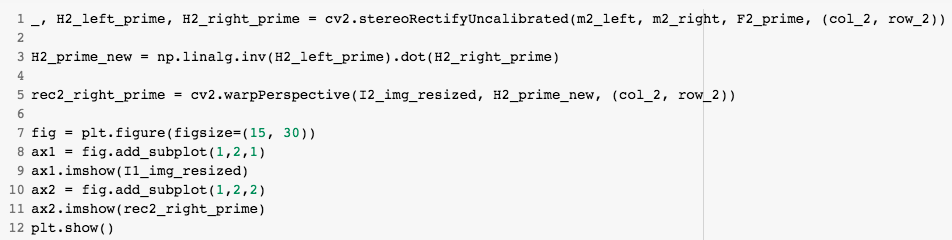 1 _, H2_left_prime, H2_right_prime = cv2.stereoRectifyUncalibrated(m2_left, m2_right, F2_prime, (col_2, row_2))
2
3 H2_prime_new = np.linalg.inv(H2_left_prime).dot(H2_right_prime)
4
5 rec2_right_prime = cv2.warpPerspective(I2_img_resized, H2_prime_new, (col_2, row_2))
6
7 fig = plt.figure(figsize=(15, 30))
8 ax1 = fig.add_subplot(1,2,1)
9 ax1.imshow(I1_img_resized)
10 ax2 = fig.add_subplot(1,2,2)
11 ax2.imshow(rec2_right_prime)
12 plt.show()